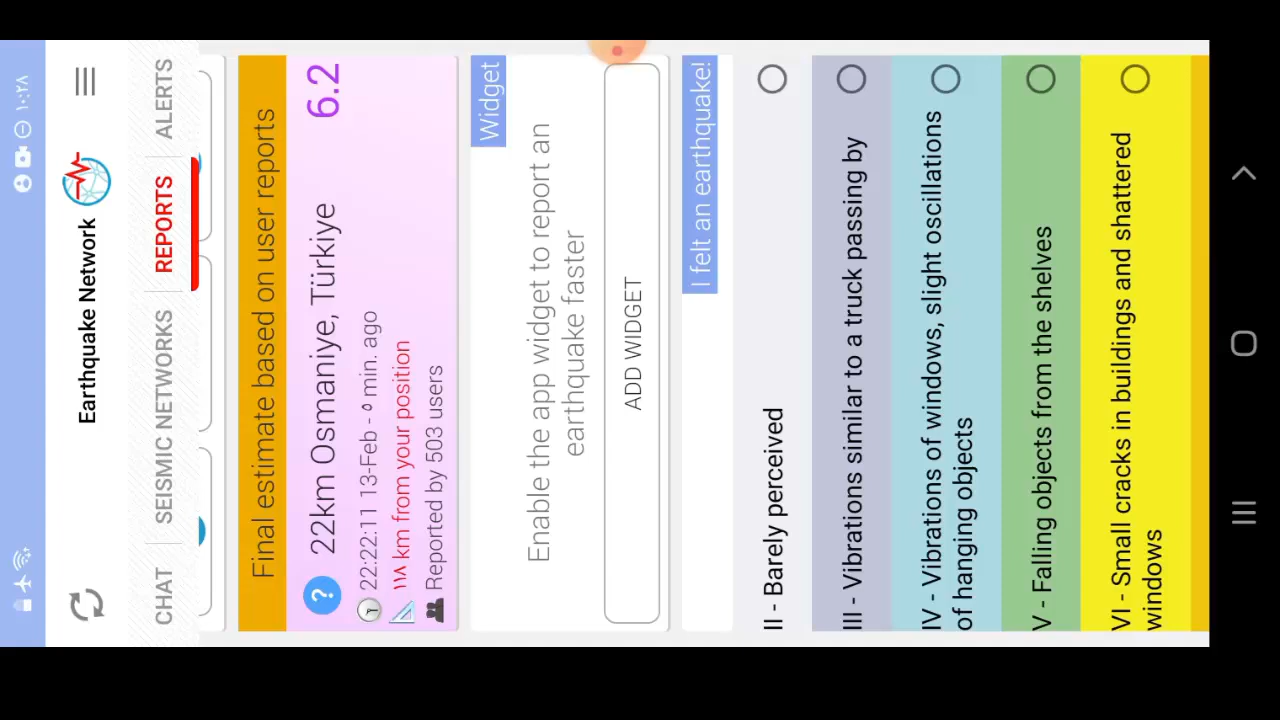 ١٠:٢٨
Earthquake Network
CHAT
SEISMIC NETWORKS
REPORTS
ALERTS
Final estimate based on user reports
22km Osmaniye, Türkiye
6.2
22:22:11 13-Feb - ٥ min. ago
١١٨ km from your position
Reported by 503 users
Widget
Enable the app widget to report an
earthquake faster
ADD WIDGET
I felt an earthquake!
II - Barely perceived
III - Vibrations similar to a truck passing by
IV - Vibrations of windows, slight oscillations
of hanging objects
V - Falling objects from the shelves
VI - Small cracks in buildings and shattered
windows